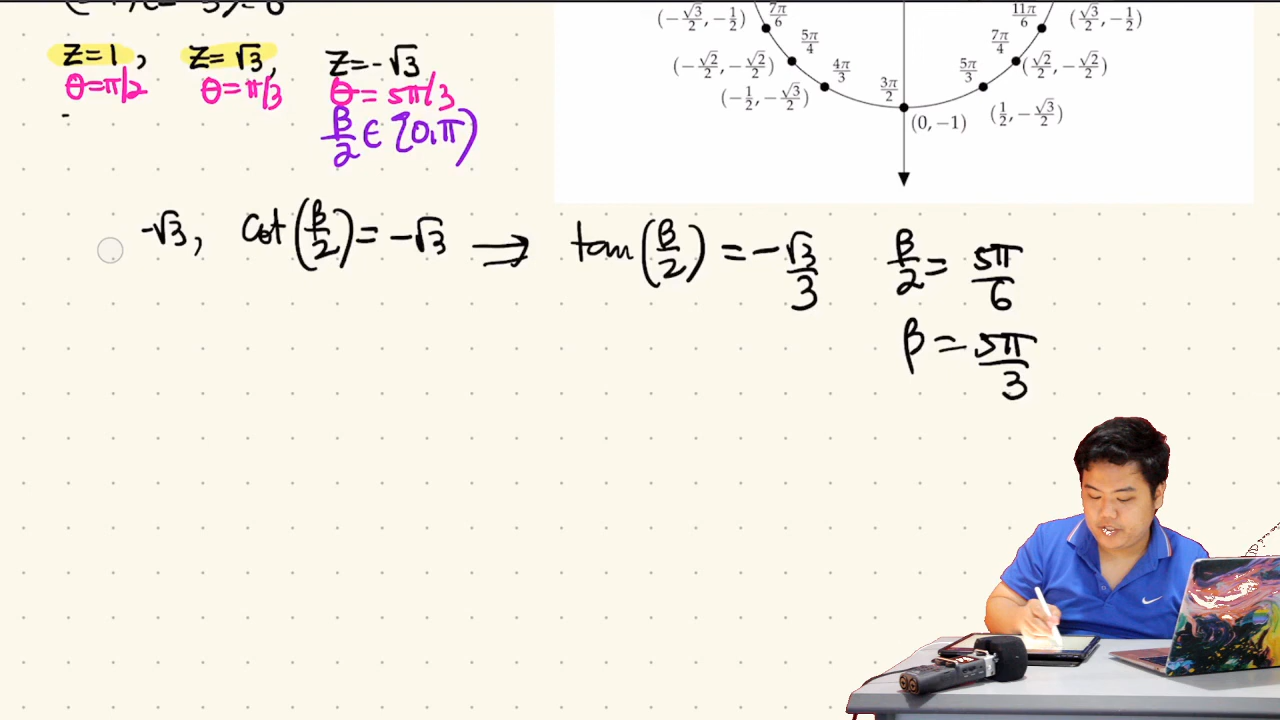 z=1, z=√3, z=-√3
θ=π/2 θ=π/3 θ=5π/3
β/2 ∈ [0,π)
7π/6 (-√3/2, -1/2)
5π/4 (-√2/2, -√2/2)
4π/3 (-1/2, -√3/2)
3π/2 (0, -1)
5π/3 (1/2, -√3/2)
7π/4 (√2/2, -√2/2)
11π/6 (√3/2, -1/2)
-√3, cot(β/2) = -√3 ⇒ tan(β/2) = -√3/3 β/2 = 5π/6
β = 5π/3